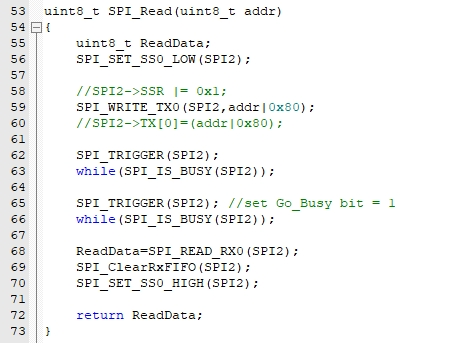 53 uint8_t SPI_Read(uint8_t addr)
54 {
55 uint8_t ReadData;
56 SPI_SET_SS0_LOW(SPI2);
57
58 //SPI2->SSR |= 0x1;
59 SPI_WRITE_TX0(SPI2,addr|0x80);
60 //SPI2->TX[0]=(addr|0x80);
61
62 SPI_TRIGGER(SPI2);
63 while(SPI_IS_BUSY(SPI2));
64
65 SPI_TRIGGER(SPI2); //set Go_Busy bit = 1
66 while(SPI_IS_BUSY(SPI2));
67
68 ReadData=SPI_READ_RX0(SPI2);
69 SPI_ClearRxFIFO(SPI2);
70 SPI_SET_SS0_HIGH(SPI2);
71
72 return ReadData;
73 }